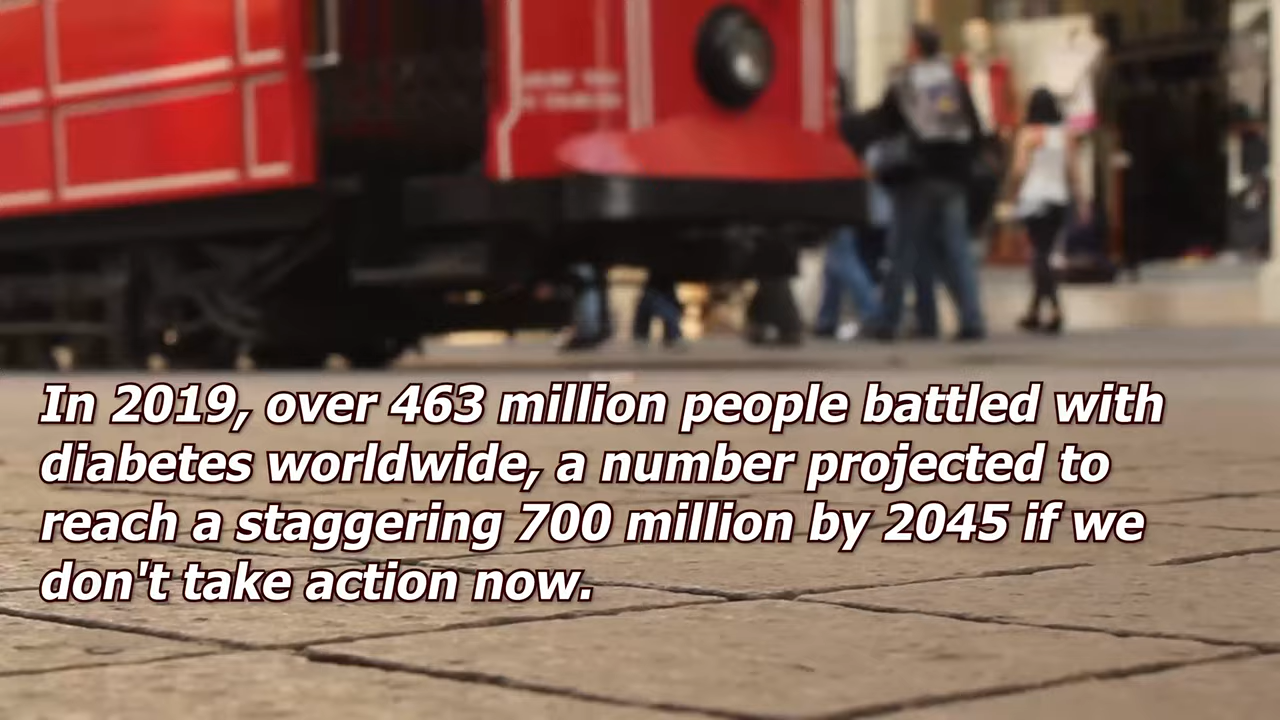 In 2019, over 463 million people battled with
diabetes worldwide, a number projected to
reach a staggering 700 million by 2045 if we
don't take action now.